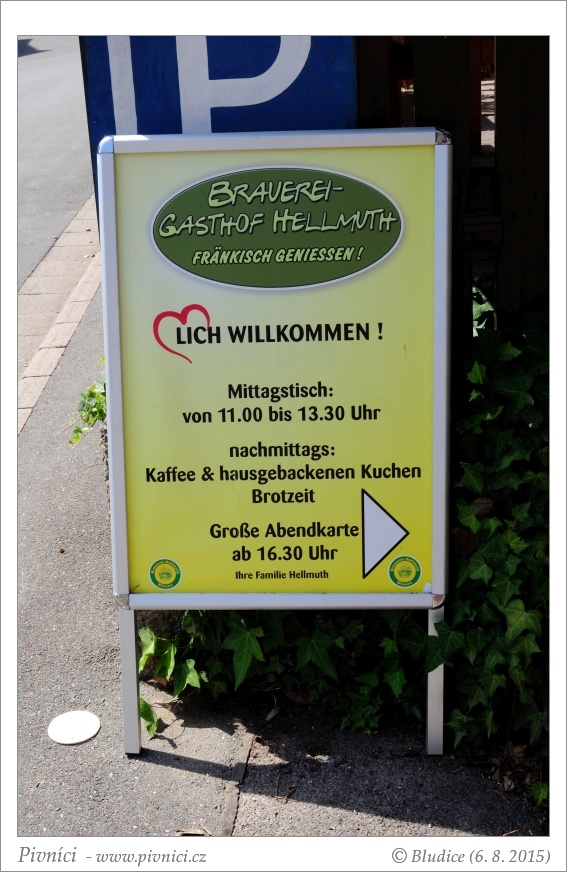 P
BRAUEREI-
GASTHOF HELLMUTH
FRÄNKISCH GENIESSEN !
LICH WILLKOMMEN !
Mittagstisch:
von 11.00 bis 13.30 Uhr
nachmittags:
Kaffee & hausgebackenen Kuchen
Brotzeit
Große Abendkarte
ab 16.30 Uhr
Ihre Familie Hellmuth
Pivníci - www.pivnici.cz
© Bludice (6. 8. 2015)